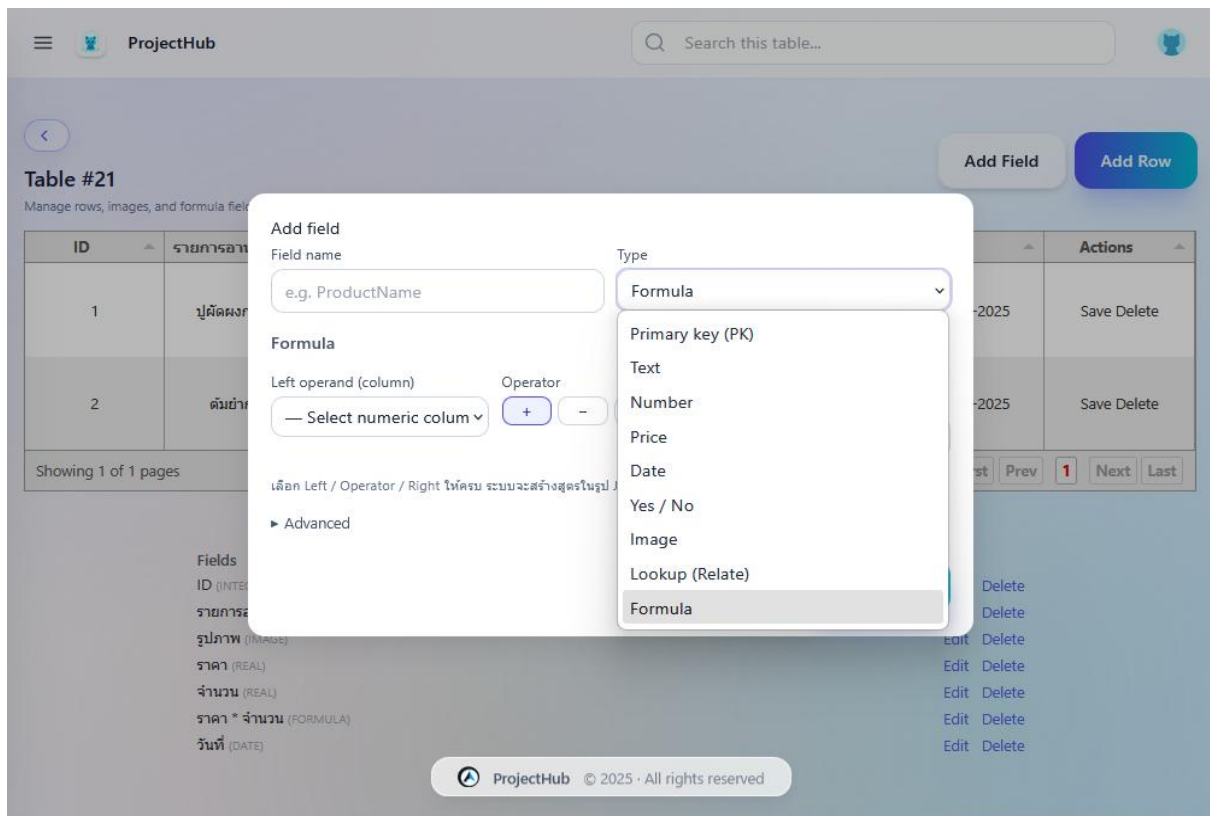 ProjectHub
Search this table...
Add Field
Add Row
Table #21
Manage rows, images, and formula
ID
Actions
1
-2025
Save Delete
2
-2025
Save Delete
Showing 1 of 1 pages
Prev 1 Next Last
Add field
Field name
Type
e.g. ProductName
Formula
Primary key (PK)
Text
Number
Price
Date
Yes / No
Image
Lookup (Relate)
Formula
Formula
Left operand (column)
Operator
— Select numeric colum
+
−
เลือก Left / Operator / Right ให้ครบ ระบบจะสร้างสูตรในรูป
▸ Advanced
Fields
ID
Delete
Delete
รูปภาพ (IMAGE)
Edit Delete
ราคา (REAL)
Edit Delete
จำนวน (REAL)
Edit Delete
ราคา * จำนวน (FORMULA)
Edit Delete
วันที่ (DATE)
Edit Delete
ProjectHub © 2025 · All rights reserved